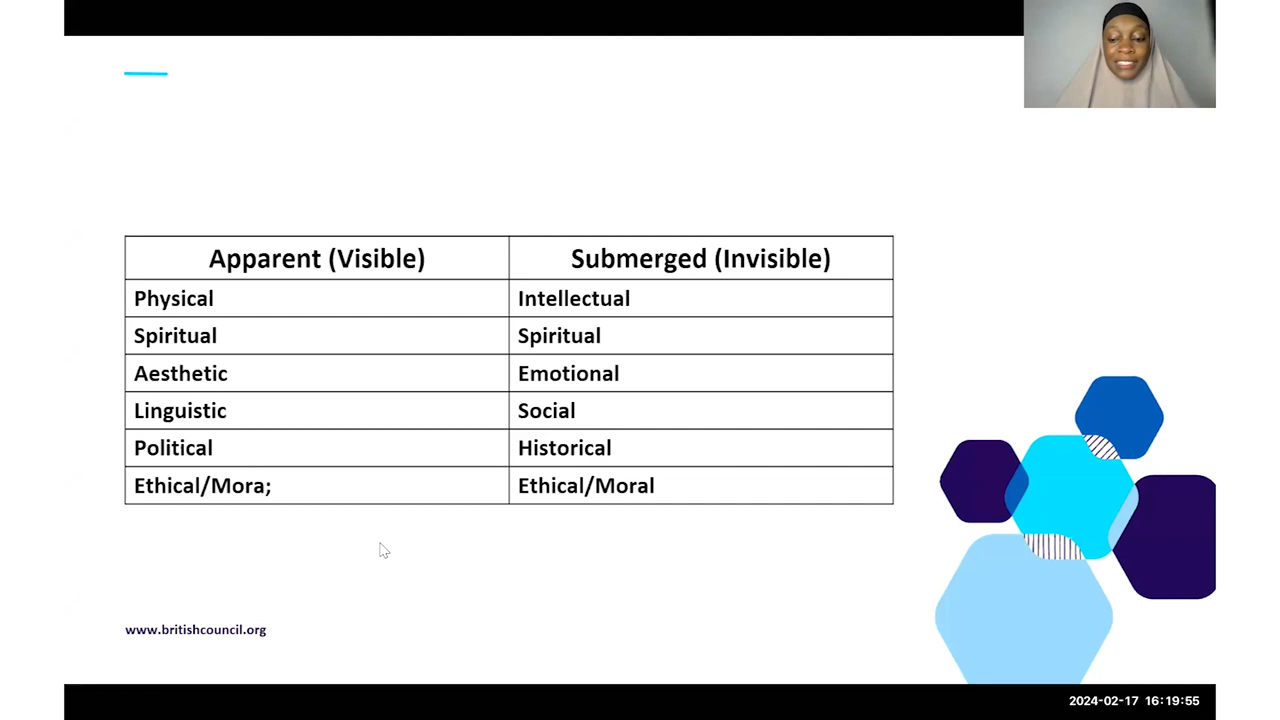 Apparent (Visible) Submerged (Invisible)
Physical Intellectual
Spiritual Spiritual
Aesthetic Emotional
Linguistic Social
Political Historical
Ethical/Mora; Ethical/Moral
www.britishcouncil.org
2024-02-17 16:19:55